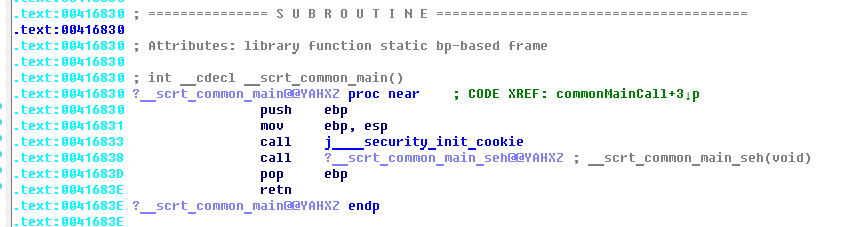 .text:00416830 ; =============== S U B R O U T I N E =======================================
.text:00416830
.text:00416830 ; Attributes: library function static bp-based frame
.text:00416830
.text:00416830 ; int __cdecl __scrt_common_main()
.text:00416830 ?__scrt_common_main@@YAHXZ proc near ; CODE XREF: commonMainCall+3↓p
.text:00416830 push ebp
.text:00416831 mov ebp, esp
.text:00416833 call j____security_init_cookie
.text:00416838 call ?__scrt_common_main_seh@@YAHXZ ; __scrt_common_main_seh(void)
.text:0041683D pop ebp
.text:0041683E retn
.text:0041683E ?__scrt_common_main@@YAHXZ endp
.text:0041683E